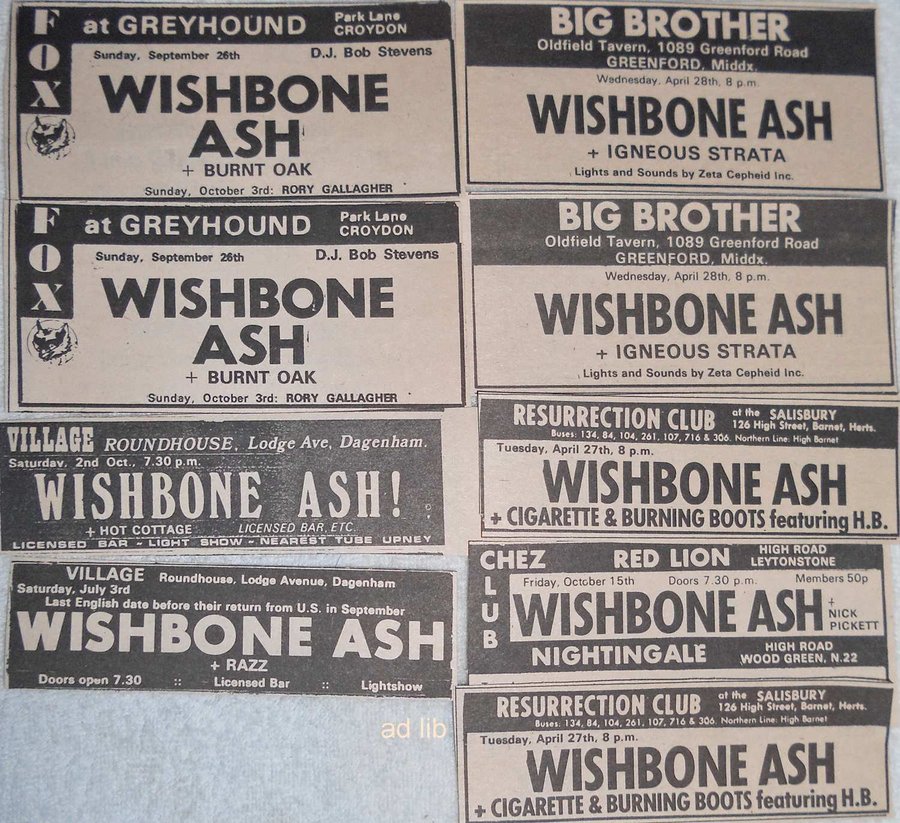 FOX
at GREYHOUND Park Lane CROYDON
Sunday, September 26th D.J. Bob Stevens
WISHBONE
ASH
+ BURNT OAK
Sunday, October 3rd: RORY GALLAGHER
FOX
at GREYHOUND Park Lane CROYDON
Sunday, September 26th D.J. Bob Stevens
WISHBONE
ASH
+ BURNT OAK
Sunday, October 3rd: RORY GALLAGHER
VILLAGE ROUNDHOUSE, Lodge Ave, Dagenham.
Saturday, 2nd Oct., 7.30 p.m.
WISHBONE ASH!
+ HOT COTTAGE LICENSED BAR, ETC.
LICENSED BAR - LIGHT SHOW - NEAREST TUBE UPNEY
VILLAGE Roundhouse, Lodge Avenue, Dagenham
Saturday, July 3rd
Last English date before their return from U.S. in September
WISHBONE ASH
+ RAZZ
Doors open 7.30 :: Licensed Bar :: Lightshow
ad lib
BIG BROTHER
Oldfield Tavern, 1089 Greenford Road
GREENFORD, Middx.
Wednesday, April 28th, 8 p.m.
WISHBONE ASH
+ IGNEOUS STRATA
Lights and Sounds by Zeta Cepheid Inc.
BIG BROTHER
Oldfield Tavern, 1089 Greenford Road
GREENFORD, Middx.
Wednesday, April 28th, 8 p.m.
WISHBONE ASH
+ IGNEOUS STRATA
Lights and Sounds by Zeta Cepheid Inc.
RESURRECTION CLUB at the SALISBURY
126 High Street, Barnet, Herts.
Buses: 134, 84, 104, 261, 107, 716 & 306. Northern Line: High Barnet
Tuesday, April 27th, 8 p.m.
WISHBONE ASH
+ CIGARETTE & BURNING BOOTS featuring H.B.
CHEZ RED LION HIGH ROAD
LEYTONSTONE
CLUB
Friday, October 15th Doors 7.30 p.m. Members 50p
WISHBONE ASH + NICK PICKETT
NIGHTINGALE HIGH ROAD
WOOD GREEN, N.22
RESURRECTION CLUB at the SALISBURY
126 High Street, Barnet, Herts.
Buses: 134, 84, 104, 261, 107, 716 & 306. Northern Line: High Barnet
Tuesday, April 27th, 8 p.m.
WISHBONE ASH
+ CIGARETTE & BURNING BOOTS featuring H.B.